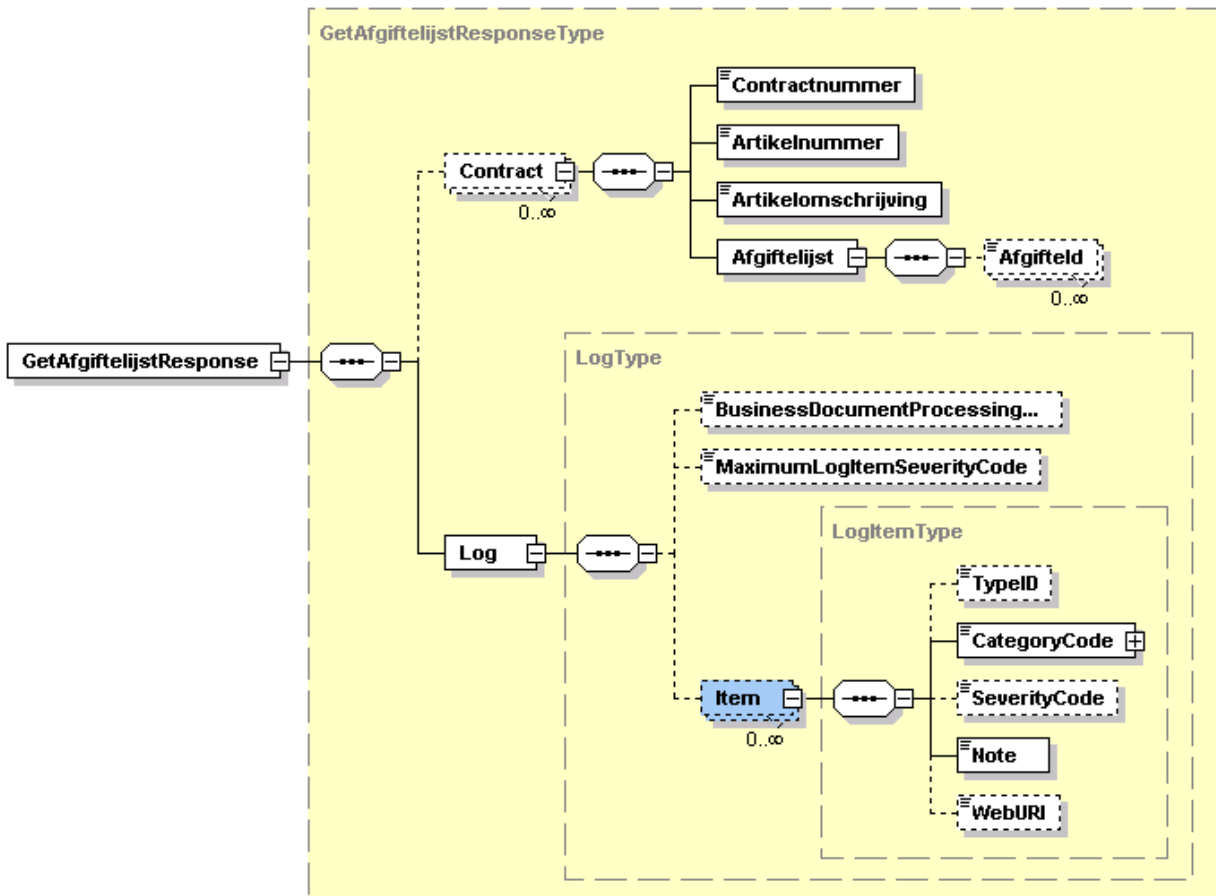 GetAfgiftelijstResponseType
Contractnummer
Artikelnummer
Contract
0..∞
Artikelomschrijving
Afgiftelijst
AfgifteId
0..∞
GetAfgiftelijstResponse
LogType
BusinessDocumentProcessing...
MaximumLogItemSeverityCode
LogItemType
Log
TypeID
CategoryCode
Item
0..∞
SeverityCode
Note
WebURI